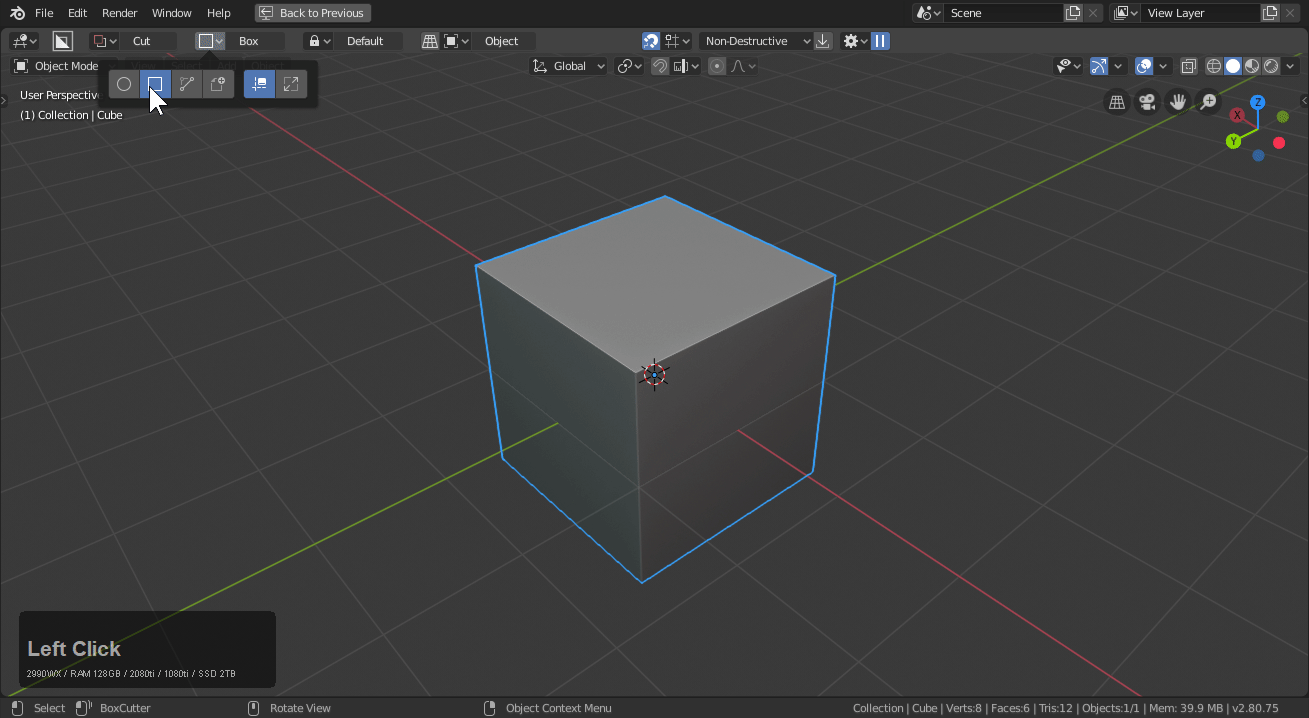 File Edit Render Window Help Back to Previous Scene View Layer
Cut Box Default Object Non-Destructive
Object Mode Global
User Perspectiv
(1) Collection | Cube
Z
X
Y
Left Click
2990WX / RAM 128GB / 2080ti / 1080ti / SSD 2TB
Select BoxCutter Rotate View Object Context Menu Collection | Cube | Verts:8 | Faces:6 | Tris:12 | Objects:1/1 | Mem: 39.9 MB | v2.80.75